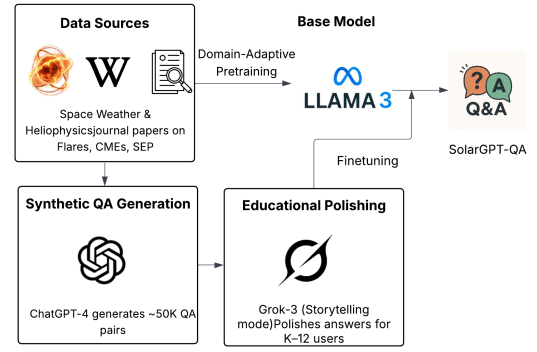 Data Sources
Base Model
W
Domain-Adaptive
Pretraining
LLAMA 3
? A
Q&A
Space Weather &
Heliophysicsjournal papers on
Flares, CMEs, SEP
SolarGPT-QA
Finetuning
Synthetic QA Generation
ChatGPT-4 generates ~50K QA
pairs
Educational Polishing
Grok-3 (Storytelling
mode)Polishes answers for
K–12 users